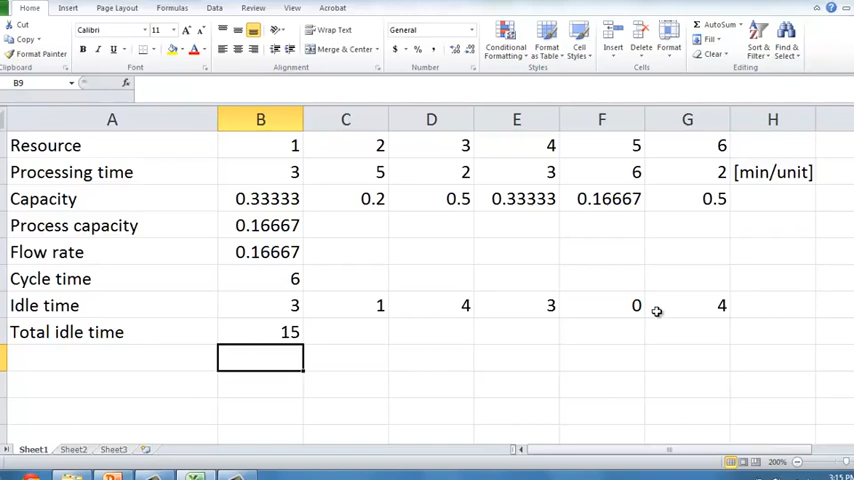 Home Insert Page Layout Formulas Data Review View Acrobat
Cut Calibri 11 Wrap Text General AutoSum
Copy Fill
Format Painter Merge & Center Conditional Formatting Format as Table Cell Styles Insert Delete Format Clear Sort & Filter Find & Select
Clipboard Font Alignment Number Styles Cells Editing
B9 fx
A B C D E F G H
Resource 1 2 3 4 5 6
Processing time 3 5 2 3 6 2 [min/unit]
Capacity 0.33333 0.2 0.5 0.33333 0.16667 0.5
Process capacity 0.16667
Flow rate 0.16667
Cycle time 6
Idle time 3 1 4 3 0 4
Total idle time 15
Sheet1 Sheet2 Sheet3
200%
3:15 PM